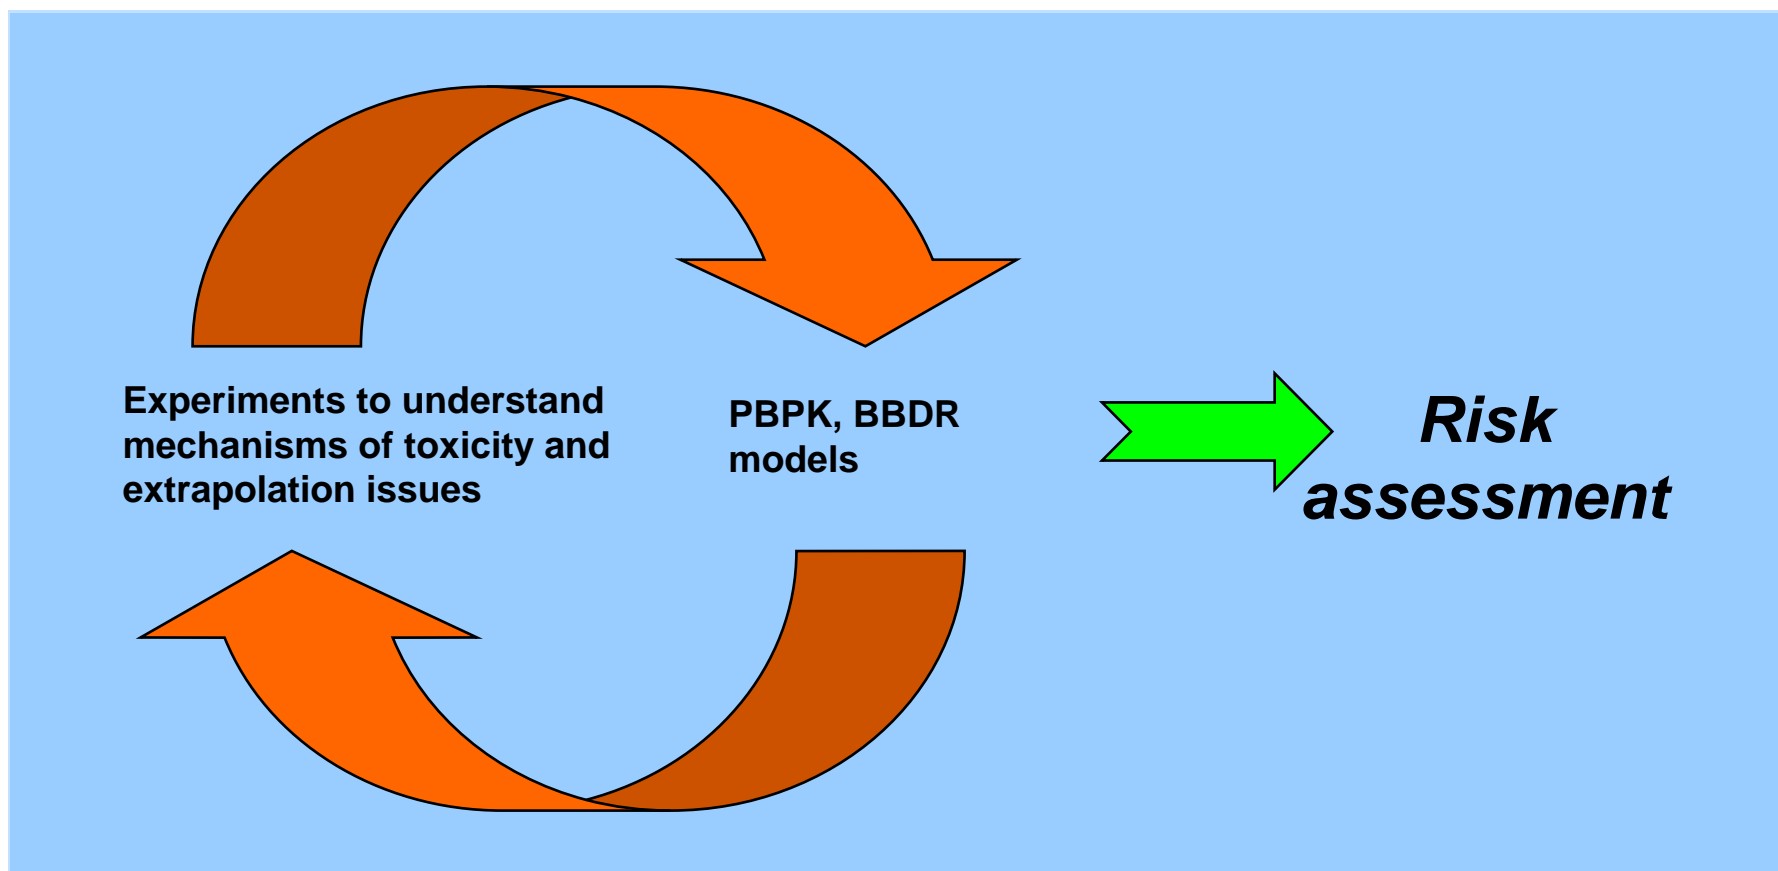 Experiments to understand
mechanisms of toxicity and
extrapolation issues
PBPK, BBDR
models
Risk
assessment